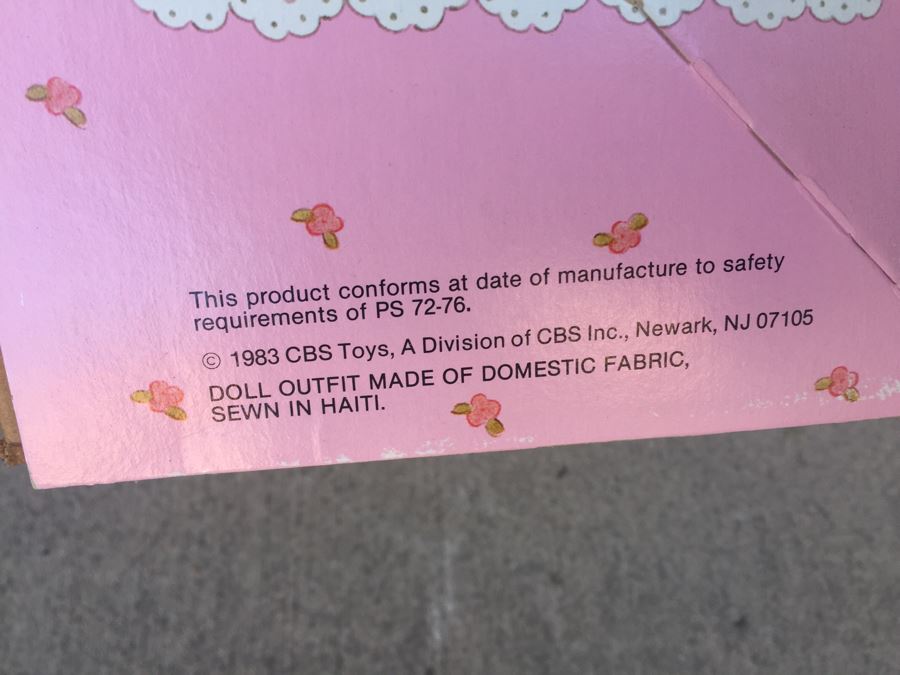 This product conforms at date of manufacture to safety
requirements of PS 72-76.
© 1983 CBS Toys, A Division of CBS Inc., Newark, NJ 07105
DOLL OUTFIT MADE OF DOMESTIC FABRIC,
SEWN IN HAITI.